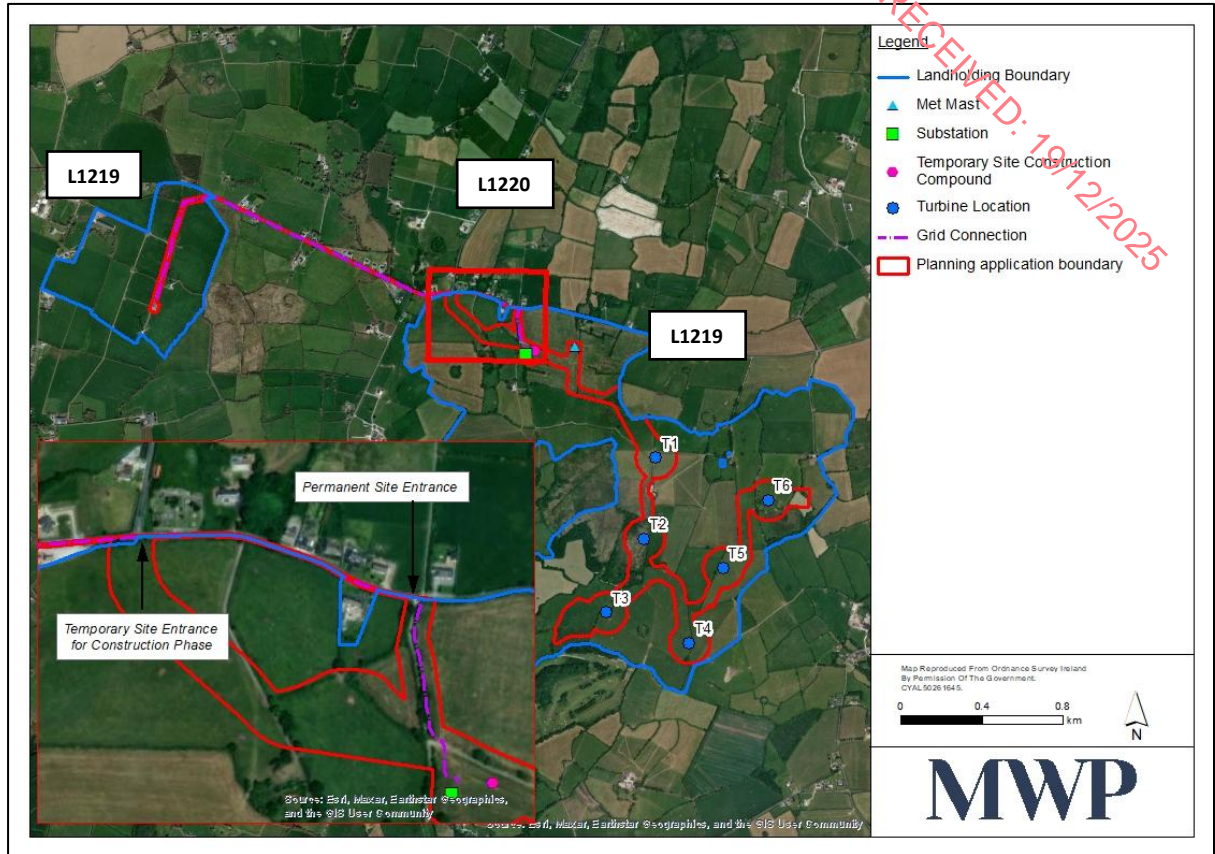 RECEIVED: 19/12/2025
Legend
Landholding Boundary
Met Mast
Substation
Temporary Site Construction
Compound
Turbine Location
Grid Connection
Planning application boundary
L1219
L1220
L1219
T1
T6
T2
T5
T3
T4
Permanent Site Entrance
Temporary Site Entrance
for Construction Phase
Source: Esri, Maxar, Earthstar Geographics,
and the GIS User Community
Source: Esri, Maxar, Earthstar Geographics, and the GIS User Community
Map Reproduced From Ordnance Survey Ireland
By Permission Of The Government.
CYAL50261645.
0 0.4 0.8
km
N
MWP